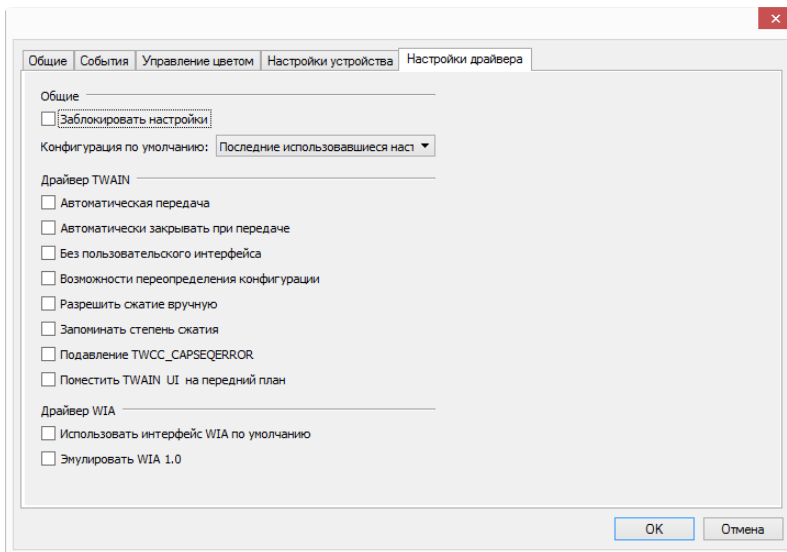 Общие События Управление цветом Настройки устройства Настройки драйвера
Общие
Заблокировать настройки
Конфигурация по умолчанию: Последние использовавшиеся наст
Драйвер TWAIN
Автоматическая передача
Автоматически закрывать при передаче
Без пользовательского интерфейса
Возможности переопределения конфигурации
Разрешить сжатие вручную
Запоминать степень сжатия
Подавление TWCC_CAPSEQERROR
Поместить TWAIN UI на передний план
Драйвер WIA
Использовать интерфейс WIA по умолчанию
Эмулировать WIA 1.0
OK Отмена